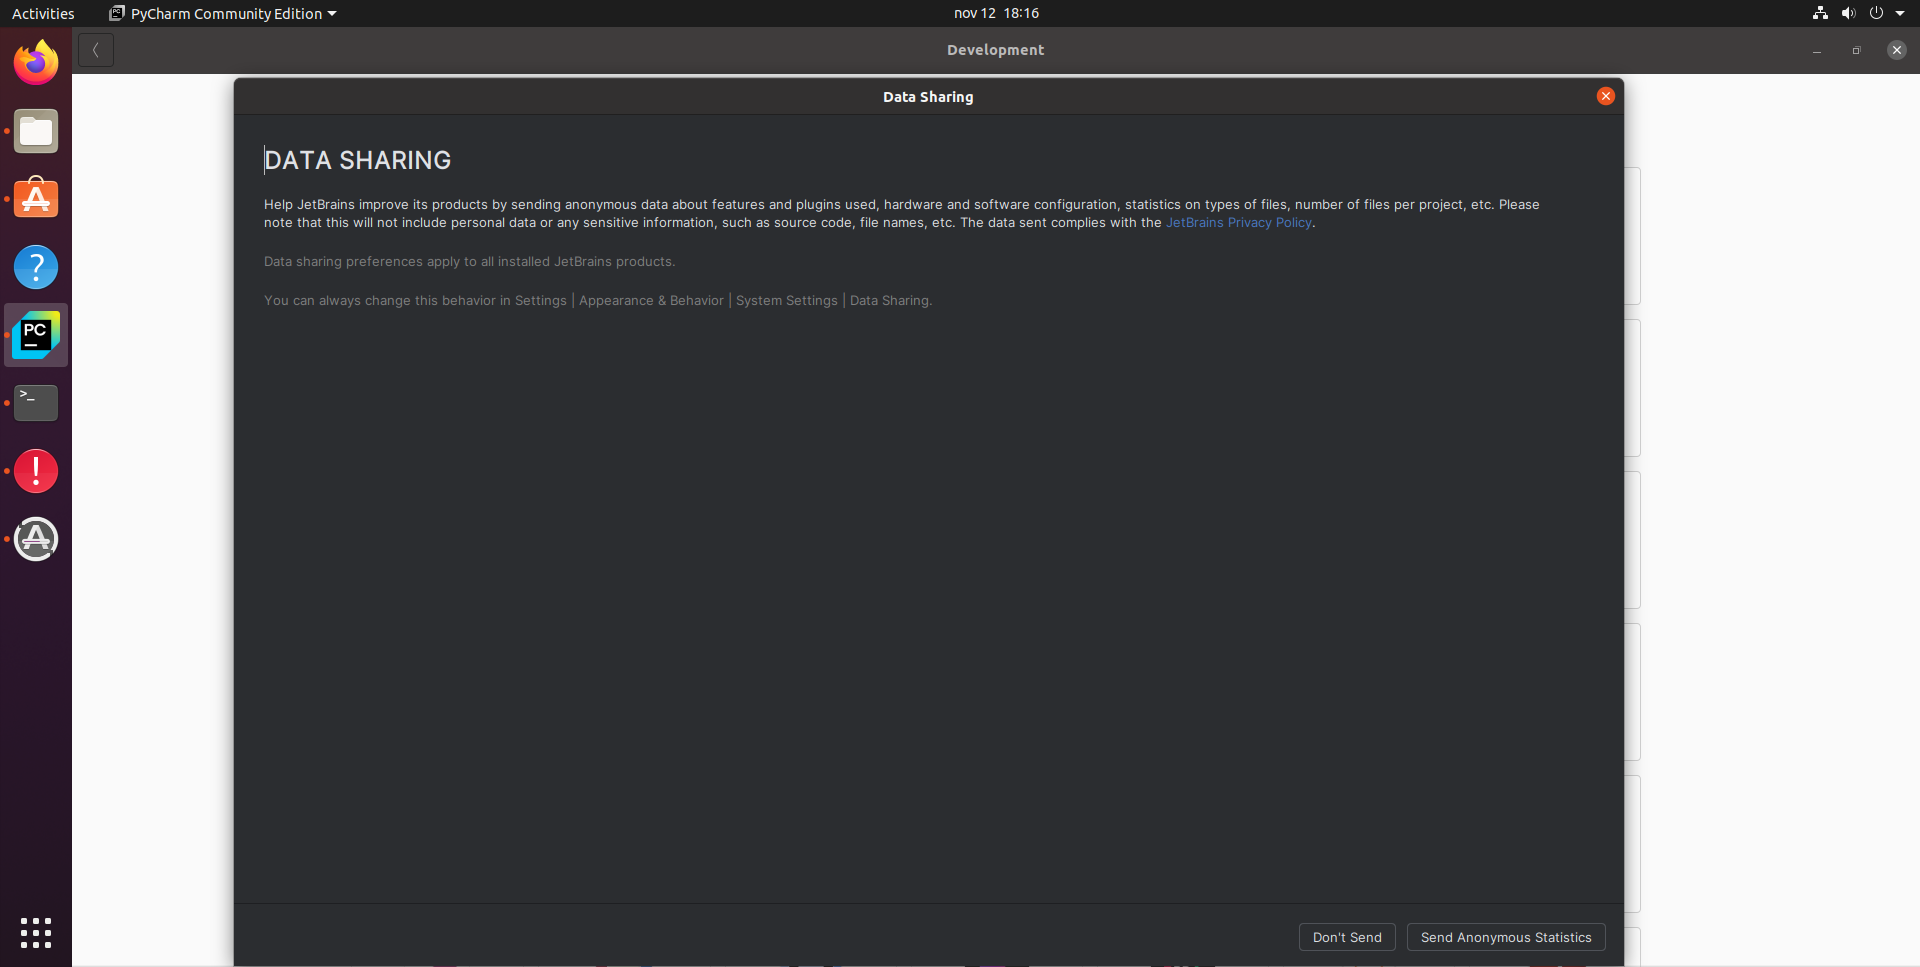 Activities
PyCharm Community Edition
nov 12 18:16
Development
Data Sharing
DATA SHARING
Help JetBrains improve its products by sending anonymous data about features and plugins used, hardware and software configuration, statistics on types of files, number of files per project, etc. Please
note that this will not include personal data or any sensitive information, such as source code, file names, etc. The data sent complies with the JetBrains Privacy Policy.
Data sharing preferences apply to all installed JetBrains products.
You can always change this behavior in Settings | Appearance & Behavior | System Settings | Data Sharing.
PC
>_
Don't Send
Send Anonymous Statistics